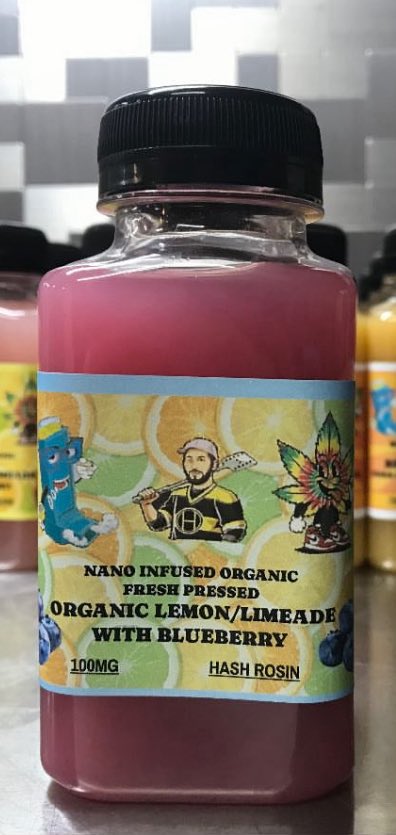 NANO INFUSED ORGANIC
FRESH PRESSED
ORGANIC LEMON/LIMEADE
WITH BLUEBERRY
100MG HASH ROSIN